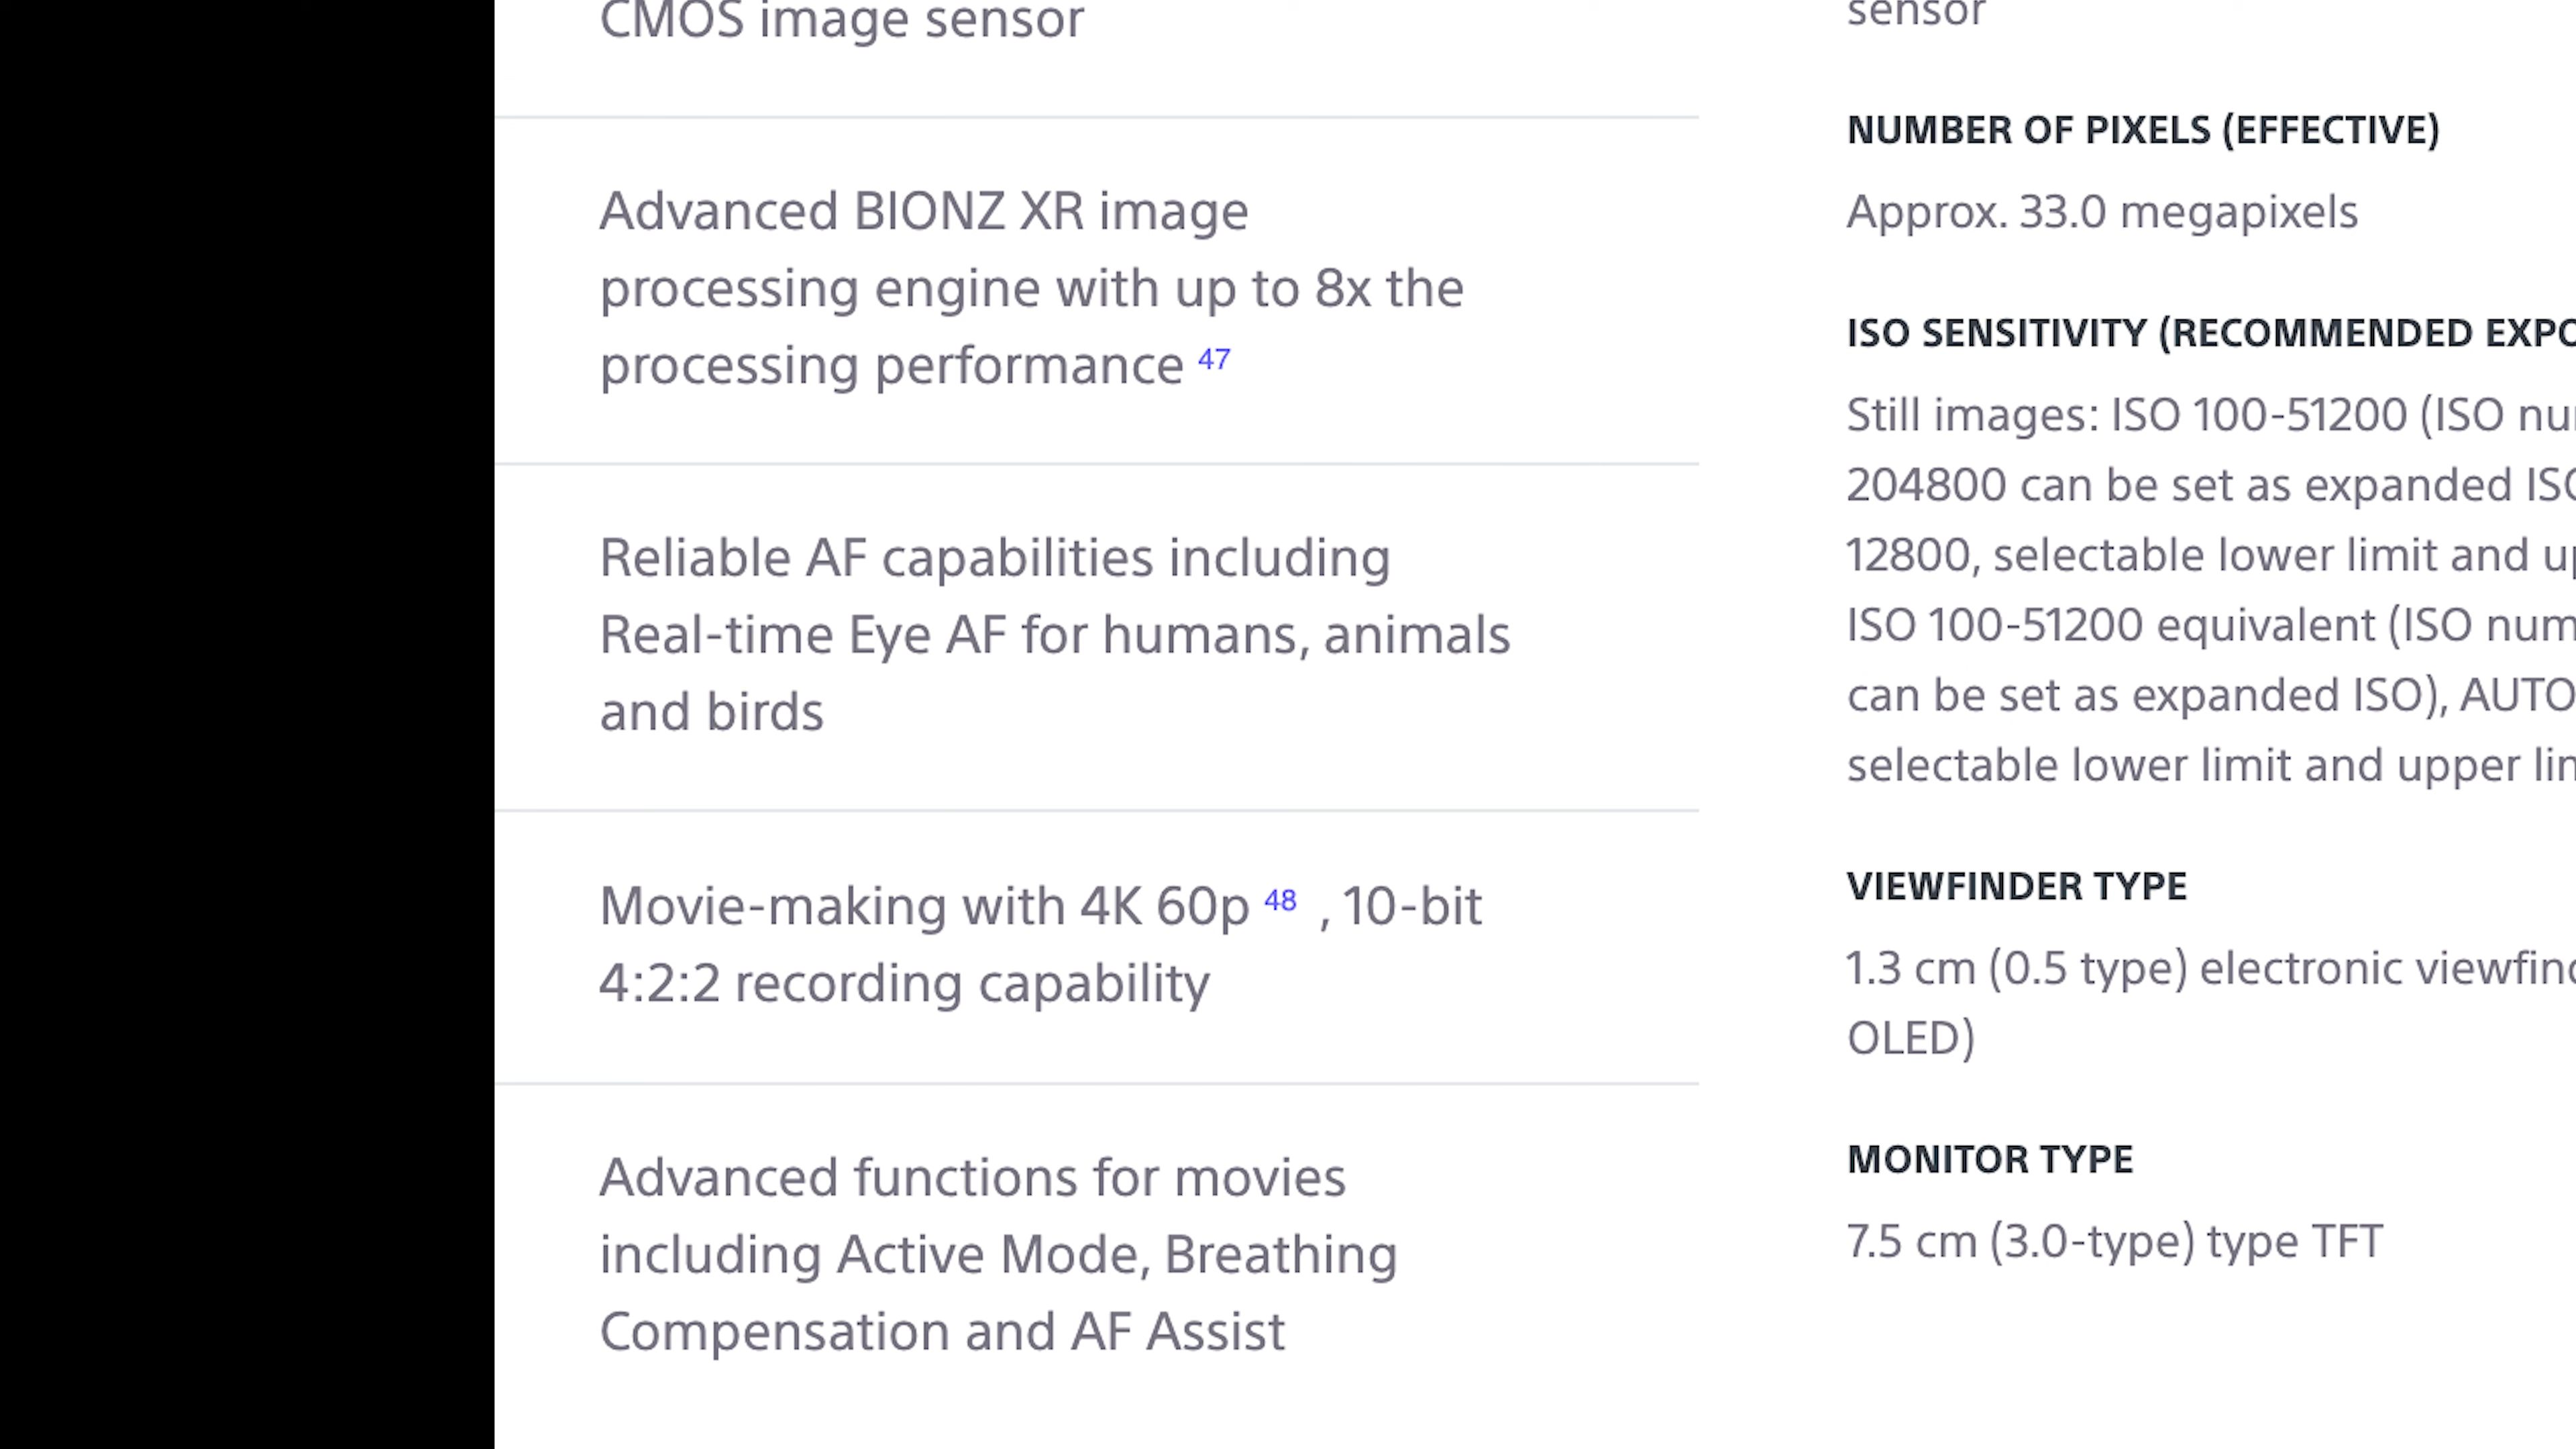 CMOS image sensor
Advanced BIONZ XR image
processing engine with up to 8x the
processing performance 47
Reliable AF capabilities including
Real-time Eye AF for humans, animals
and birds
Movie-making with 4K 60p 48 , 10-bit
4:2:2 recording capability
Advanced functions for movies
including Active Mode, Breathing
Compensation and AF Assist
sensor
NUMBER OF PIXELS (EFFECTIVE)
Approx. 33.0 megapixels
ISO SENSITIVITY (RECOMMENDED
Still images: ISO 100-51200 (ISO
204800 can be set as expanded
12800, selectable lower limit and
ISO 100-51200 equivalent (ISO
can be set as expanded ISO), AUTO
selectable lower limit and upper
VIEWFINDER TYPE
1.3 cm (0.5 type) electronic
OLED)
MONITOR TYPE
7.5 cm (3.0-type) type TFT